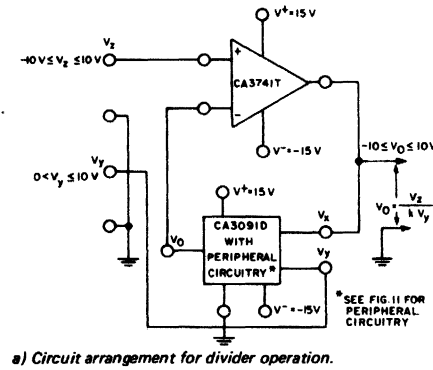 V⁺=15 V
Vz
-10V≤Vz≤10V
+
CA3741T
−
V⁻=-15 V
-10≤VO≤10V
Vy
0<Vy≤10V
VO = Vz / k Vy
V⁺=15V
VO
CA3091D
WITH
PERIPHERAL
CIRCUITRY*
Vx
Vy
V⁻=-15V
*SEE FIG.11 FOR
PERIPHERAL
CIRCUITRY
a) Circuit arrangement for divider operation.